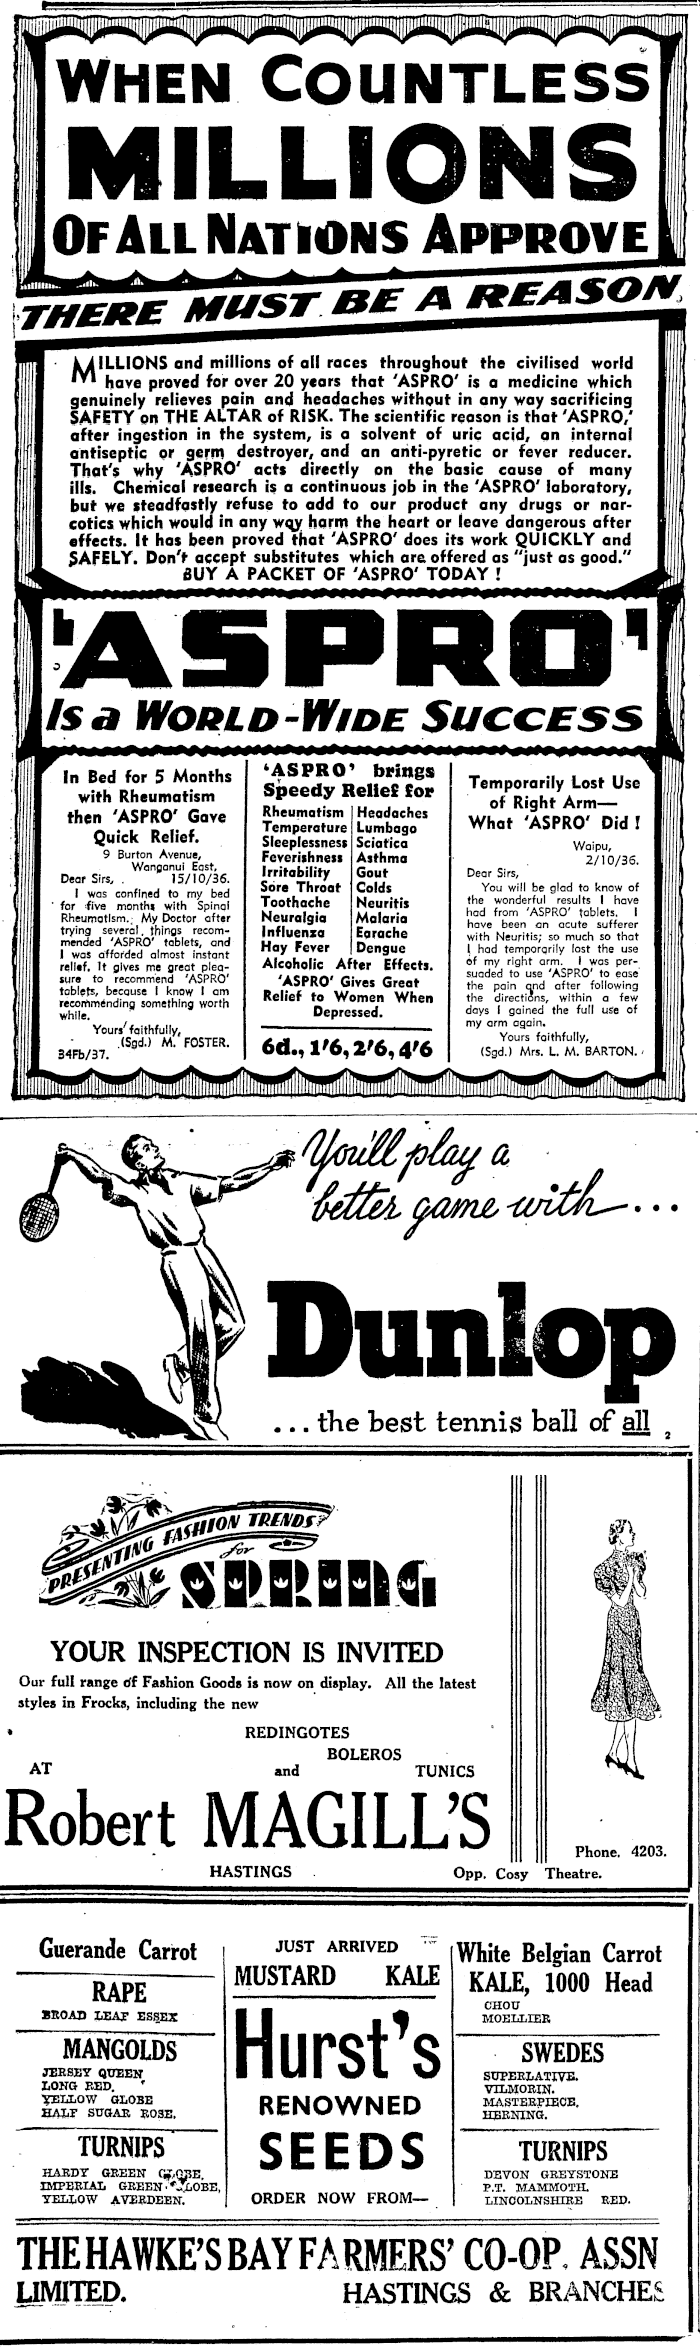 WHEN COUNTLESS
MILLIONS
OF ALL NATIONS APPROVE
THERE MUST BE A REASON
MILLIONS and millions of all races throughout the civilised world
have proved for over 20 years that 'ASPRO' is a medicine which
genuinely relieves pain and headaches without in any way sacrificing
SAFETY on THE ALTAR of RISK. The scientific reason is that 'ASPRO,'
after ingestion in the system, is a solvent of uric acid, an internal
antiseptic or germ destroyer, and an anti-pyretic or fever reducer.
That's why 'ASPRO' acts directly on the basic cause of many
ills. Chemical research is a continuous job in the 'ASPRO' laboratory,
but we steadfastly refuse to add to our product any drugs or nar-
cotics which would in any way harm the heart or leave dangerous after
effects. It has been proved that 'ASPRO' does its work QUICKLY and
SAFELY. Don't accept substitutes which are offered as "just as good."
BUY A PACKET OF 'ASPRO' TODAY !
'ASPRO'
IS a WORLD-WIDE SUCCESS
In Bed for 5 Months
with Rheumatism
then 'ASPRO' Gave
Quick Relief.
9 Burton Avenue,
Wanganui East,
Dear Sirs, 15/10/36.
I was confined to my bed
for five months with Spinal
Rheumatism. My Doctor after
trying several things recom-
mended 'ASPRO' tablets, and
I was afforded almost instant
relief. It gives me great plea-
sure to recommend 'ASPRO'
tablets, because I know I am
recommending something worth
while.
Yours faithfully,
(Sgd.) M. FOSTER.
34Fb/37.
'ASPRO' brings
Speedy Relief for
Rheumatism Headaches
Temperature Lumbago
Sleeplessness Sciatica
Feverishness Asthma
Irritability Gout
Sore Throat Colds
Toothache Neuritis
Neuralgia Malaria
Influenza Earache
Hay Fever Dengue
Alcoholic After Effects.
'ASPRO' Gives Great
Relief to Women When
Depressed.
6d., 1'6, 2'6, 4'6
Temporarily Lost Use
of Right Arm—
What 'ASPRO' Did !
Waipu,
2/10/36.
Dear Sirs,
You will be glad to know of
the wonderful results I have
had from 'ASPRO' tablets. I
have been an acute sufferer
with Neuritis; so much so that
I had temporarily lost the use
of my right arm. I was per-
suaded to use 'ASPRO' to ease
the pain and after following
the directions, within a few
days I gained the full use of
my arm again.
Yours faithfully,
(Sgd.) Mrs. L. M. BARTON.
You'll play a
better game with...
Dunlop
...the best tennis ball of all
2
PRESENTING FASHION TRENDS
for
SPRING
YOUR INSPECTION IS INVITED
Our full range of Fashion Goods is now on display. All the latest
styles in Frocks, including the new
REDINGOTES
BOLEROS
AT and TUNICS
Robert MAGILL'S
Phone. 4203.
HASTINGS Opp. Cosy Theatre.
Guerande Carrot
RAPE
BROAD LEAF ESSEX
MANGOLDS
JERSEY QUEEN
LONG RED.
YELLOW GLOBE
HALF SUGAR ROSE.
TURNIPS
HARDY GREEN GLOBE.
IMPERIAL GREEN GLOBE,
YELLOW AVERDEEN.
JUST ARRIVED
MUSTARD KALE
Hurst's
RENOWNED
SEEDS
ORDER NOW FROM—
White Belgian Carrot
KALE, 1000 Head
CHOU
MOELLIER
SWEDES
SUPERLATIVE.
VILMORIN.
MASTERPIECE.
HERNING.
TURNIPS
DEVON GREYSTONE
P.T. MAMMOTH.
LINCOLNSHIRE RED.
THE HAWKE'S BAY FARMERS' CO-OP. ASSN
LIMITED. HASTINGS & BRANCHES